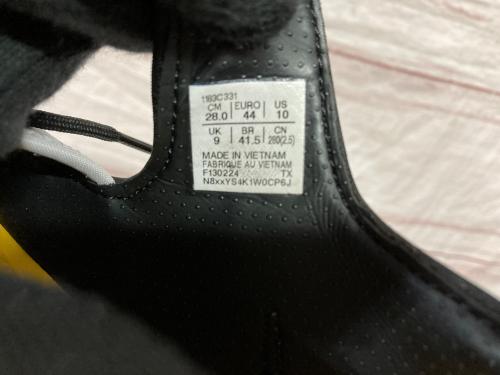 1183C331
CM EURO US
28.0 44 10
UK BR CN
9 41.5 280(2.5)
MADE IN VIETNAM
FABRIQUE AU VIETNAM
F130224 TX
N8xxYS4K1W0CP6J